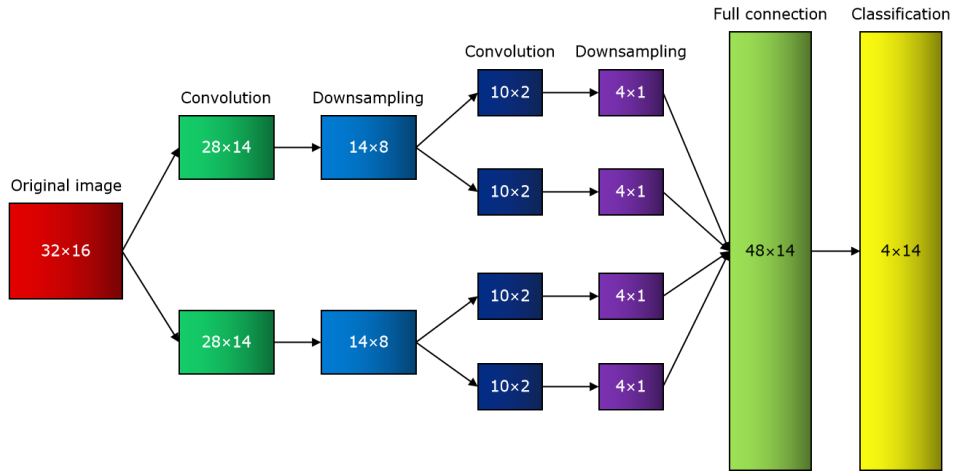 Full connection
Classification
Convolution
Downsampling
10×2
4×1
Convolution
Downsampling
28×14
14×8
10×2
4×1
Original image
32×16
48×14
4×14
10×2
4×1
28×14
14×8
10×2
4×1